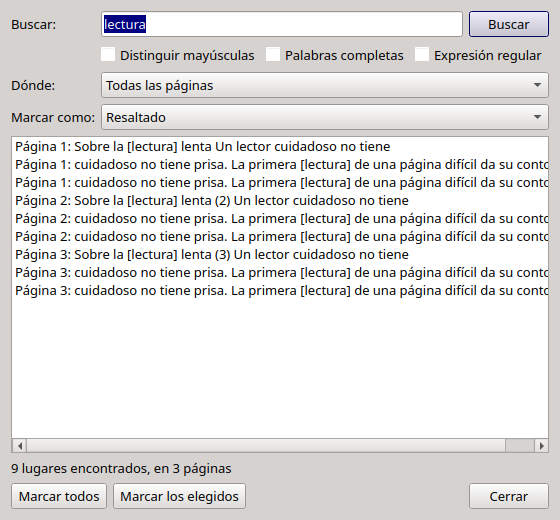 Buscar: lectura Buscar
Distinguir mayúsculas Palabras completas Expresión regular
Dónde: Todas las páginas
Marcar como: Resaltado
Página 1: Sobre la [lectura] lenta Un lector cuidadoso no tiene
Página 1: cuidadoso no tiene prisa. La primera [lectura] de una página difícil da su
Página 1: cuidadoso no tiene prisa. La primera [lectura] de una página difícil da su
Página 2: Sobre la [lectura] lenta (2) Un lector cuidadoso no tiene
Página 2: cuidadoso no tiene prisa. La primera [lectura] de una página difícil da su
Página 2: cuidadoso no tiene prisa. La primera [lectura] de una página difícil da su
Página 3: Sobre la [lectura] lenta (3) Un lector cuidadoso no tiene
Página 3: cuidadoso no tiene prisa. La primera [lectura] de una página difícil da su
Página 3: cuidadoso no tiene prisa. La primera [lectura] de una página difícil da su
9 lugares encontrados, en 3 páginas
Marcar todos Marcar los elegidos Cerrar